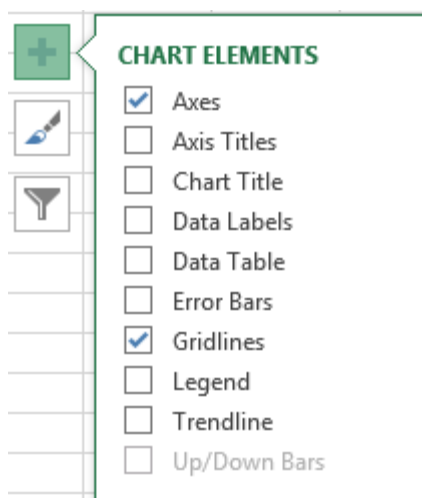 CHART ELEMENTS
Axes
Axis Titles
Chart Title
Data Labels
Data Table
Error Bars
Gridlines
Legend
Trendline
Up/Down Bars